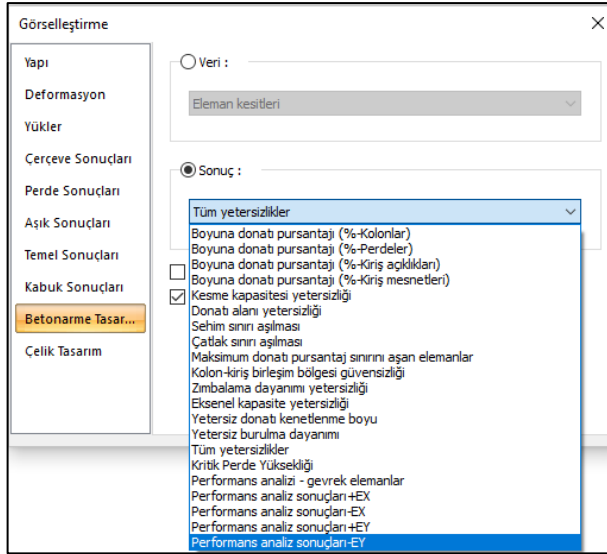 Görselleştirme
Yapı
Deformasyon
Yükler
Çerçeve Sonuçları
Perde Sonuçları
Aşık Sonuçları
Temel Sonuçları
Kabuk Sonuçları
Betonarme Tasar...
Çelik Tasarım
Veri :
Eleman kesitleri
Sonuç :
Tüm yetersizlikler
Boyuna donatı pursantajı (%-Kolonlar)
Boyuna donatı pursantajı (%-Perdeler)
Boyuna donatı pursantajı (%-Kiriş açıklıkları)
Boyuna donatı pursantajı (%-Kiriş mesnetleri)
Kesme kapasitesi yetersizliği
Donatı alanı yetersizliği
Sehim sınırı aşılması
Çatlak sınırı aşılması
Maksimum donatı pursantaj sınırını aşan elemanlar
Kolon-kiriş birleşim bölgesi güvensizliği
Zımbalama dayanımı yetersizliği
Eksenel kapasite yetersizliği
Yetersiz donatı kenetlenme boyu
Yetersiz burulma dayanımı
Tüm yetersizlikler
Kritik Perde Yüksekliği
Performans analizi - gevrek elemanlar
Performans analiz sonuçları+EX
Performans analiz sonuçları-EX
Performans analiz sonuçları+EY
Performans analiz sonuçları-EY